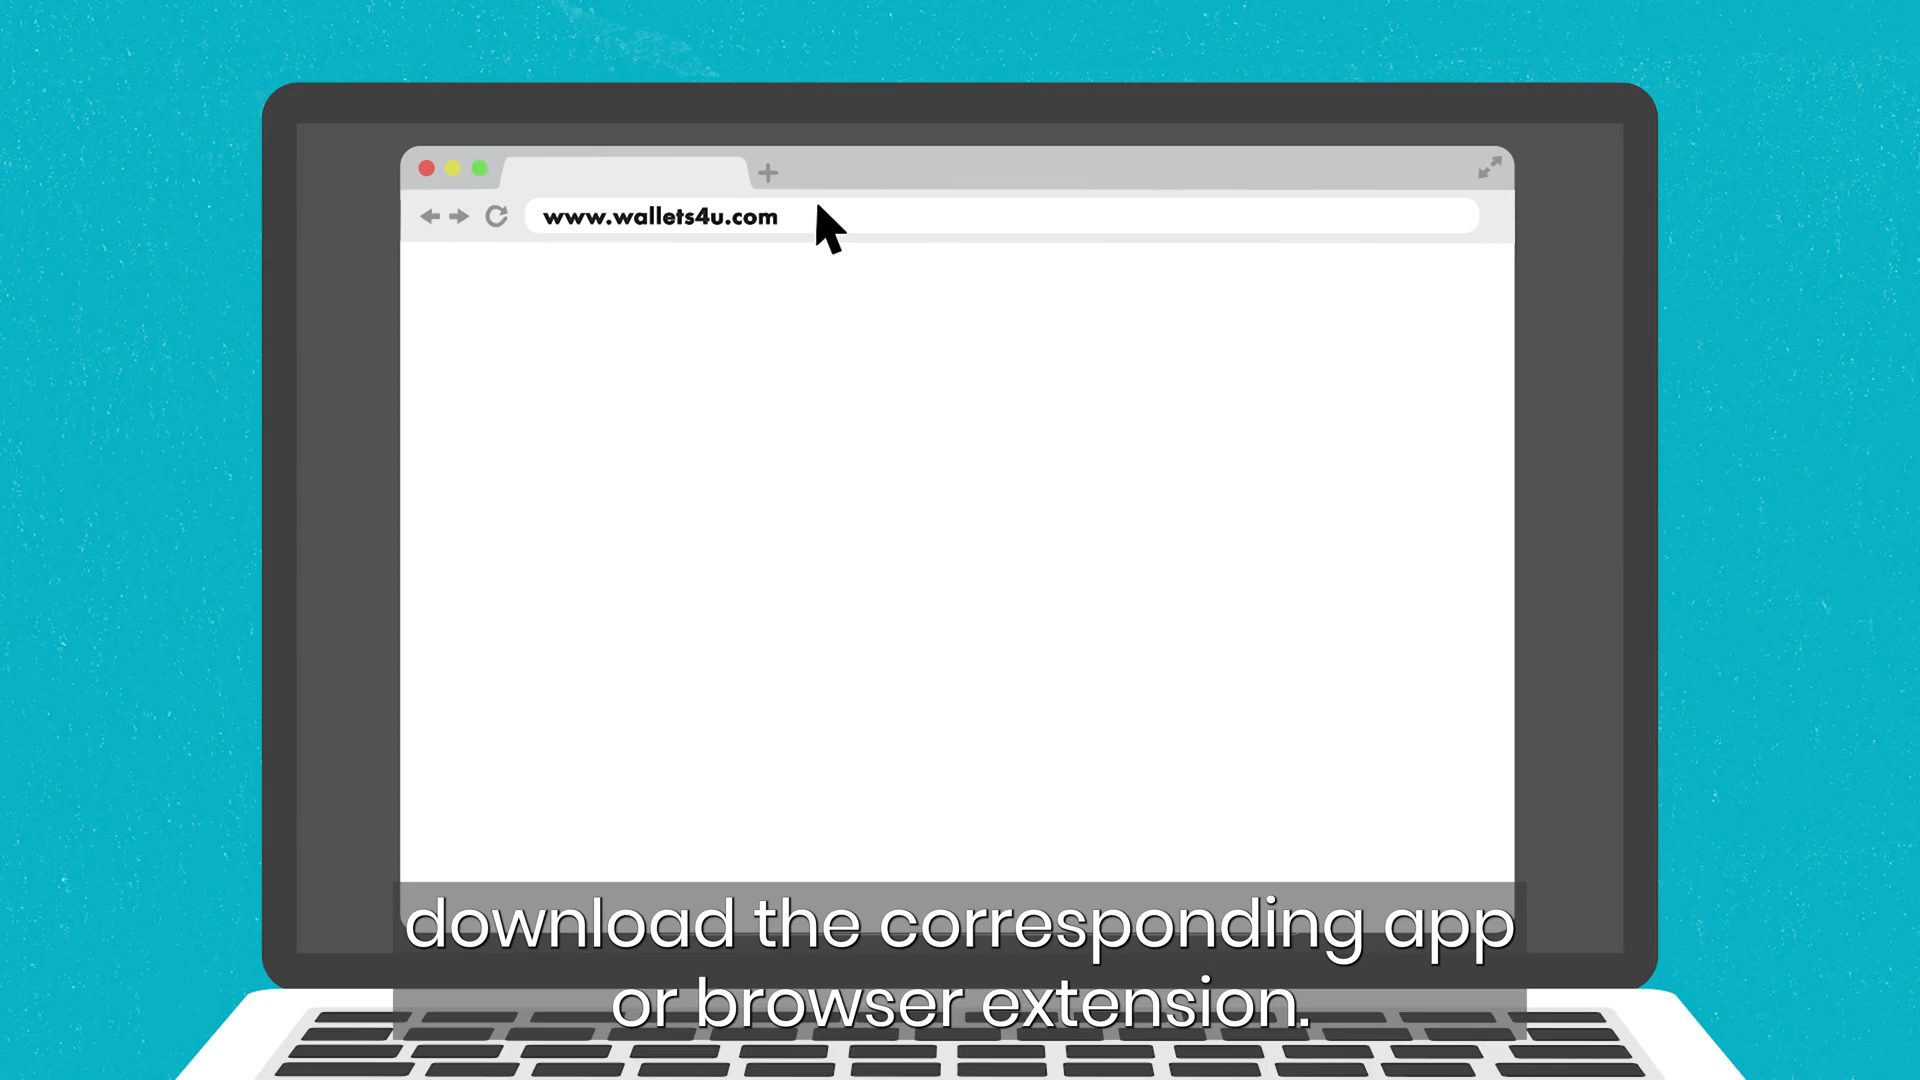 www.wallets4u.com
download the corresponding app
or browser extension.